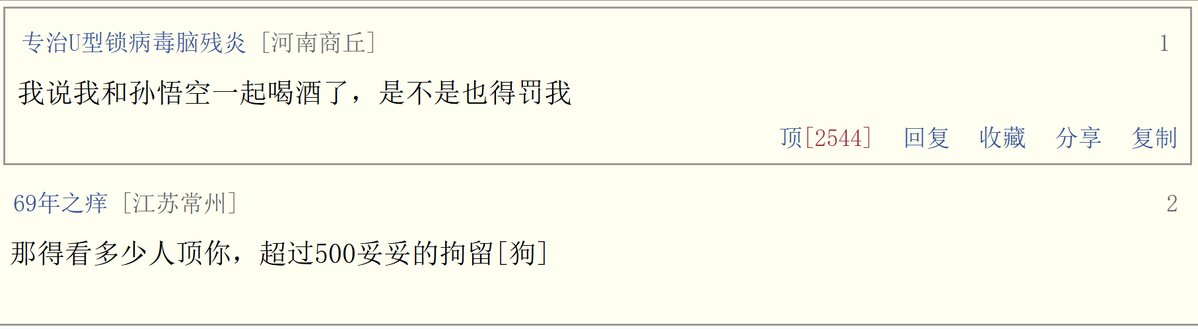 专治U型锁病毒脑残炎 [河南商丘] 1
我说我和孙悟空一起喝酒了，是不是也得罚我
顶[2544] 回复 收藏 分享 复制
69年之痒 [江苏常州] 2
那得看多少人顶你，超过500妥妥的拘留[狗]